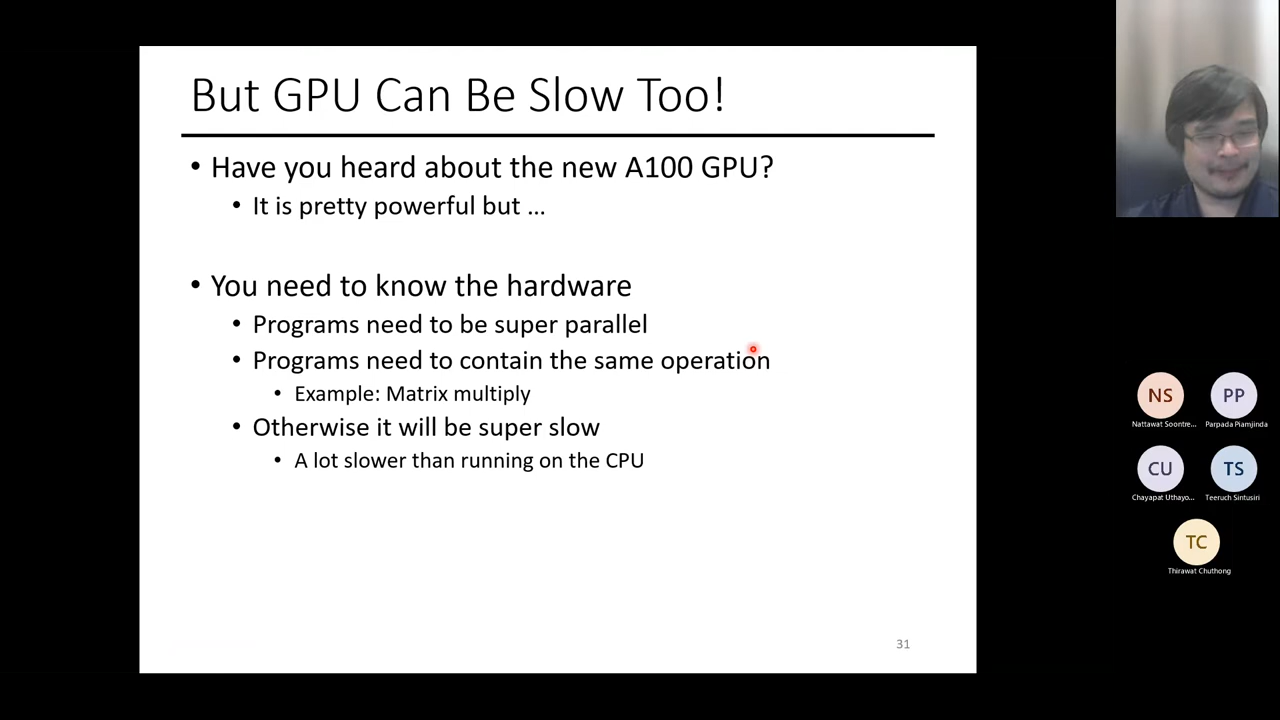 But GPU Can Be Slow Too!
• Have you heard about the new A100 GPU?
• It is pretty powerful but ...
• You need to know the hardware
• Programs need to be super parallel
• Programs need to contain the same operation
• Example: Matrix multiply
• Otherwise it will be super slow
• A lot slower than running on the CPU
31
NS
Nattawat Soontre...
PP
Parpada Piamjinda
CU
Chayapat Uthayo...
TS
Teeruch Sintusiri
TC
Thirawat Chuthong